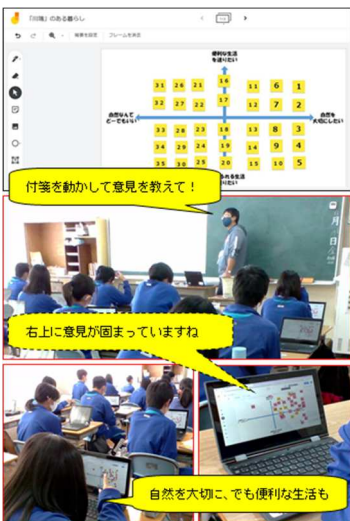 「川端」のある暮らし
背景を設定 フレームを消去
便利な生活
を送りたい
31 26 21 16 11 6 1
32 27 22 17 12 7 2
自然なんて
どーでもいい
自然を
大切にしたい
33 28 23 18 13 8 3
34 29 24 19 14 9 4
35 30 25 20 15 10 5
付箋を動かして意見を教えて！
月
日
右上に意見が固まっていますね
自然を大切に、でも便利な生活も